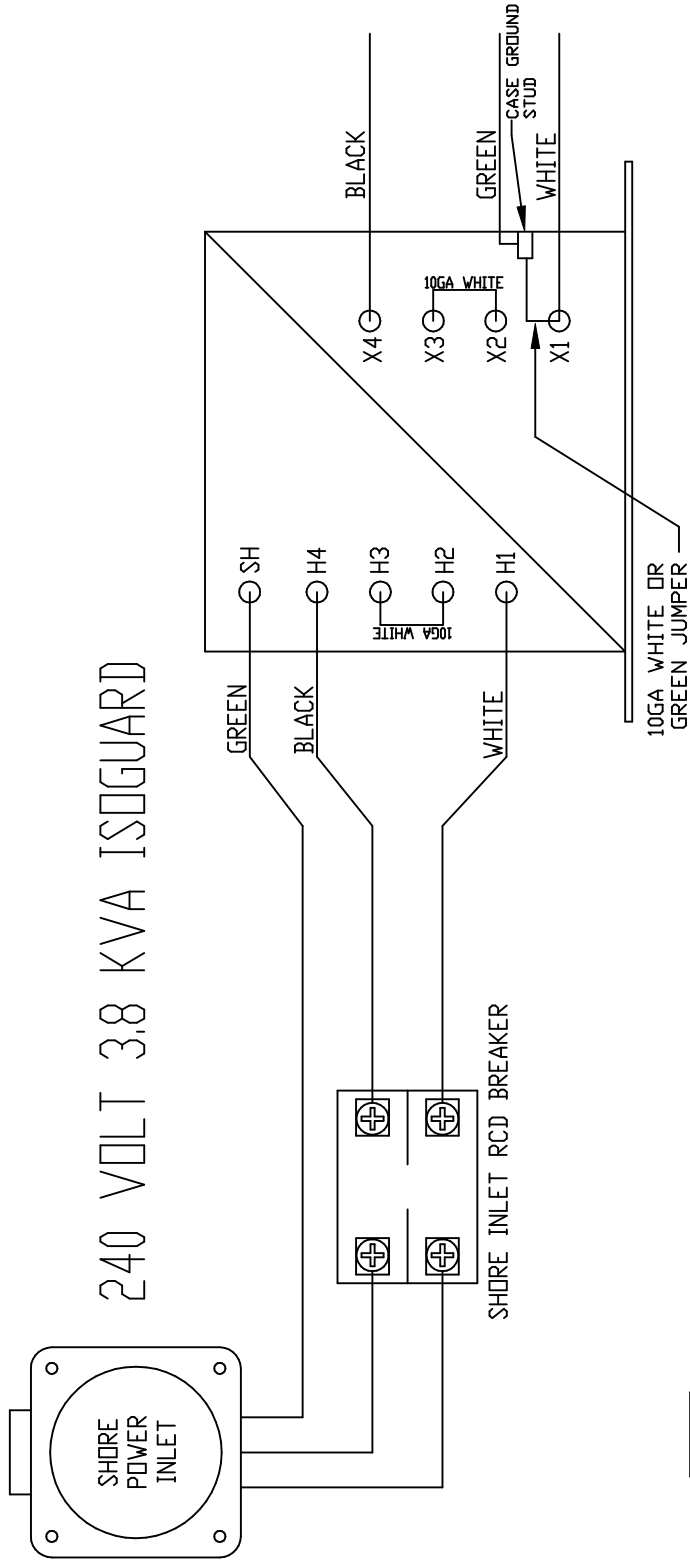 240 VOLT 3.8 KVA ISOGUARD
SHORE
POWER
INLET
SHORE INLET RCD BREAKER
GREEN
BLACK
WHITE
SH
H4
H3
H2
H1
10GA WHITE
X4
X3
X2
X1
10GA WHITE
BLACK
GREEN
WHITE
CASE GROUND
STUD
10GA WHITE OR
GREEN JUMPER